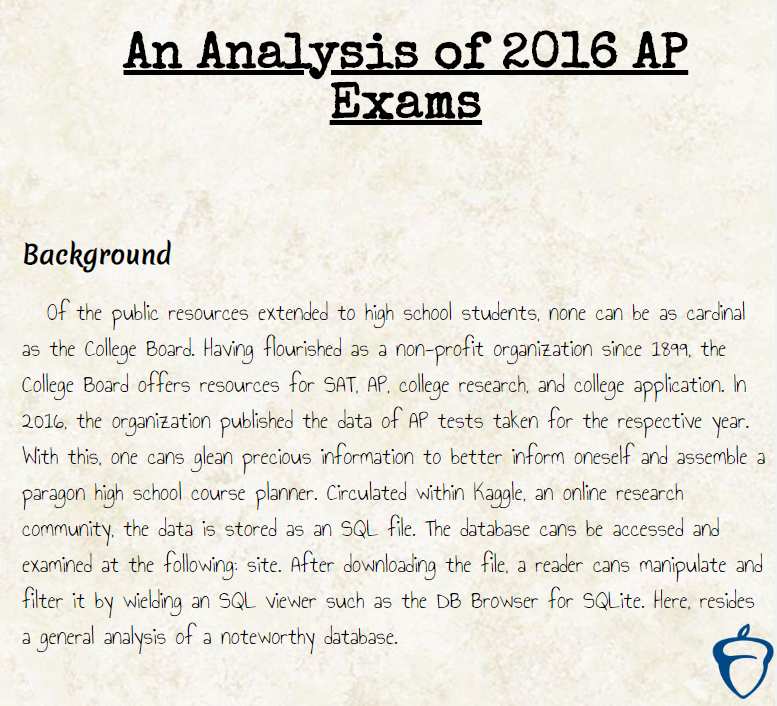 An Analysis of 2016 AP
Exams
Background
Of the public resources extended to high school students, none can be as cardinal
as the College Board. Having flourished as a non-profit organization since 1899, the
College Board offers resources for SAT, AP, college research, and college application. In
2016, the organization published the data of AP tests taken for the respective year.
With this, one cans glean precious information to better inform oneself and assemble a
paragon high school course planner. Circulated within Kaggle, an online research
community, the data is stored as an SQL file. The database cans be accessed and
examined at the following: site. After downloading the file, a reader cans manipulate and
filter it by wielding an SQL viewer such as the DB Browser for SQLite. Here, resides
a general analysis of a noteworthy database.